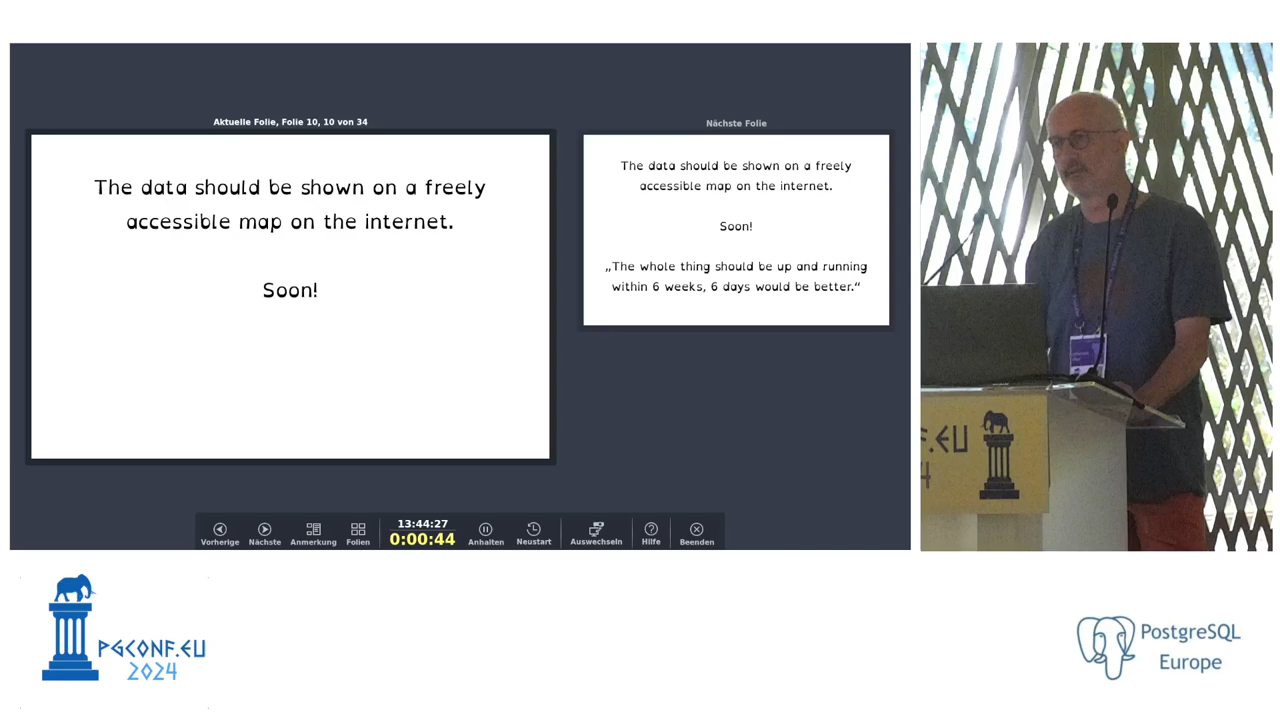 Aktuelle Folie, Folie 10, 10 von 34
The data should be shown on a freely
accessible map on the internet.
Soon!
Nächste Folie
The data should be shown on a freely
accessible map on the internet.
Soon!
„The whole thing should be up and running
within 6 weeks, 6 days would be better.“
Vorherige
Nächste
Anmerkung
Folien
13:44:27
0:00:44
Anhalten
Neustart
Auswechseln
Hilfe
Beenden
F.EU
4
PGCONF.EU
2024
PostgreSQL
Europe